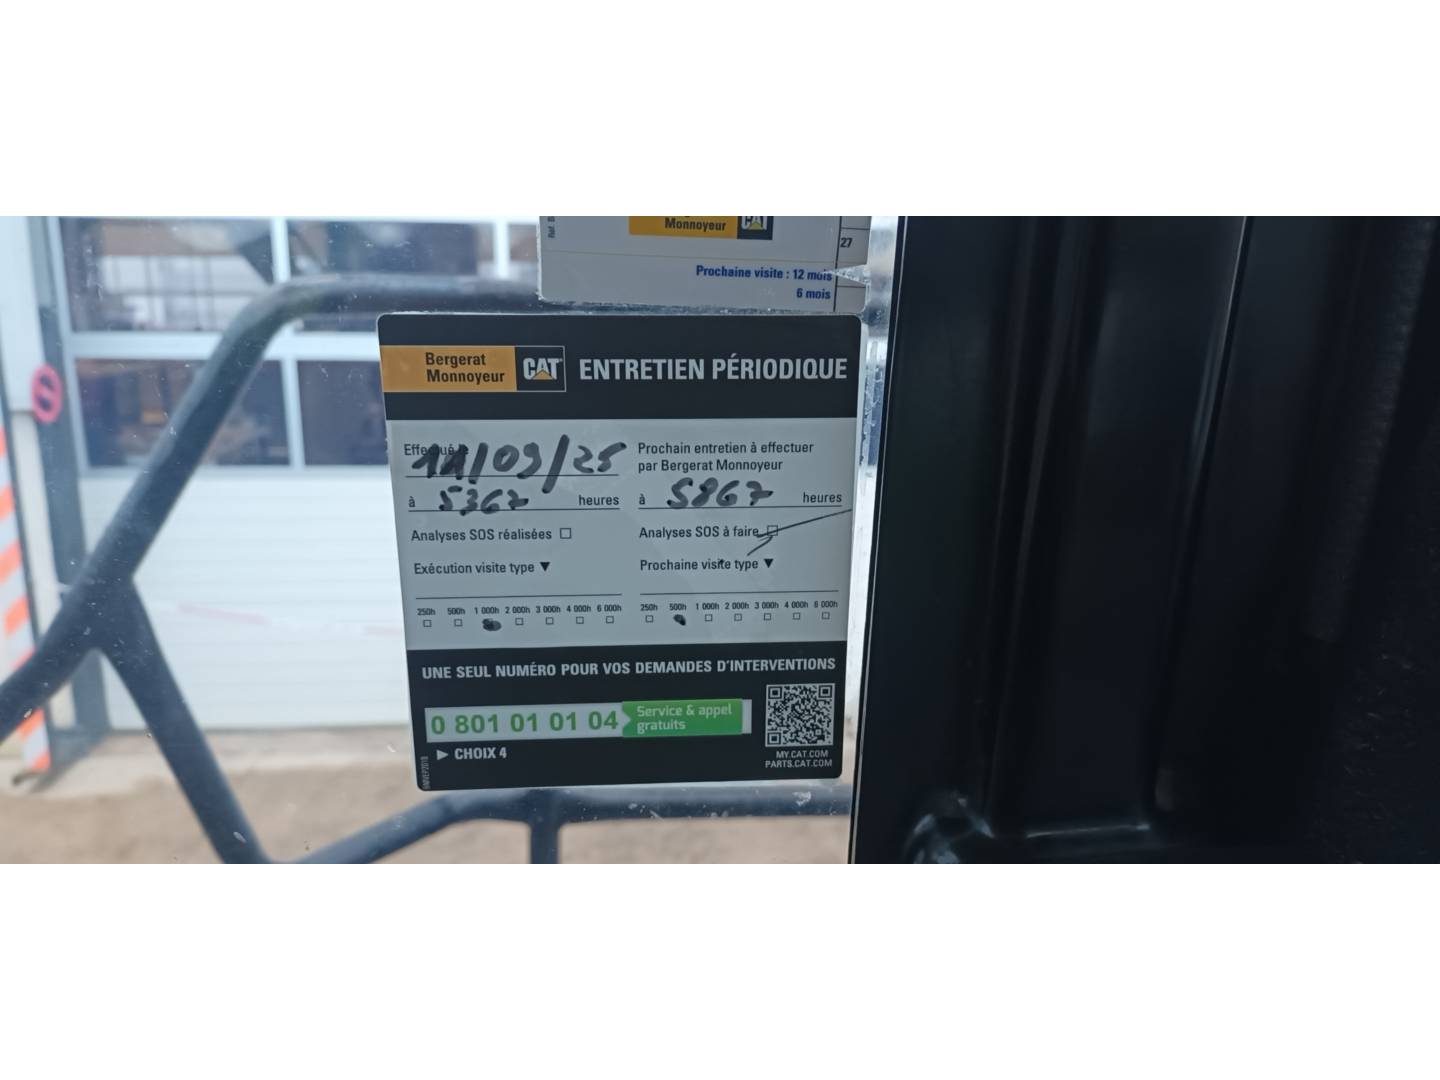 Monnoyeur CAT
27
Prochaine visite : 12 mois
6 mois
Bergerat
Monnoyeur
CAT
ENTRETIEN PÉRIODIQUE
Effectué le 11/09/25
à 5367 heures
Analyses SOS réalisées
Exécution visite type ▼
250h 500h 1 000h 2 000h 3 000h 4 000h 6 000h
Prochain entretien à effectuer
par Bergerat Monnoyeur
à 5867 heures
Analyses SOS à faire
Prochaine visite type ▼
250h 500h 1 000h 2 000h 3 000h 4 000h 6 000h
UNE SEUL NUMÉRO POUR VOS DEMANDES D'INTERVENTIONS
0 801 01 01 04
Service & appel
gratuits
► CHOIX 4
MY.CAT.COM
PARTS.CAT.COM